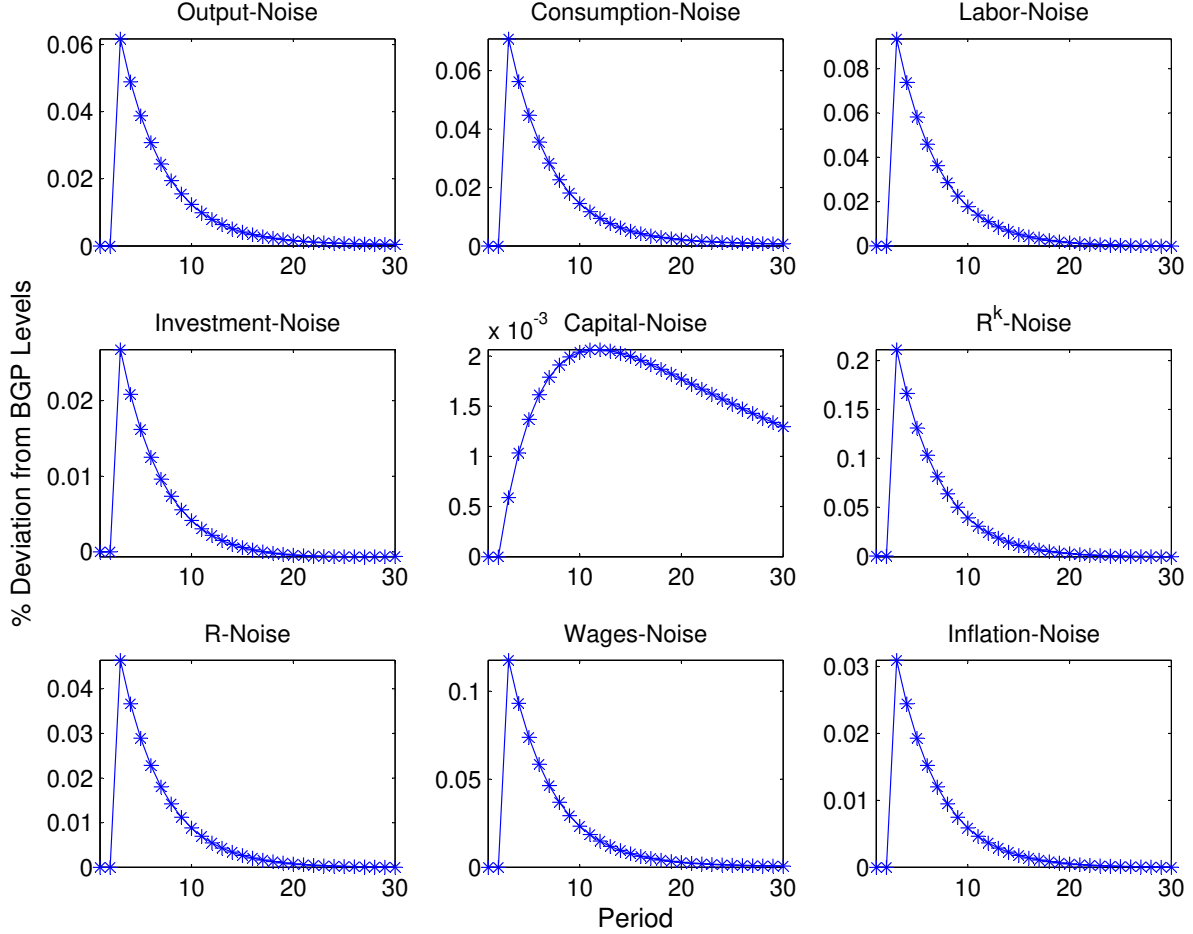 Output-Noise
0.06
0.04
0.02
0
10 20 30
Consumption-Noise
0.06
0.04
0.02
0
10 20 30
Labor-Noise
0.08
0.06
0.04
0.02
0
10 20 30
% Deviation from BGP Levels
Investment-Noise
0.02
0.01
0
10 20 30
x 10^-3 Capital-Noise
2
1.5
1
0.5
0
10 20 30
R^k-Noise
0.2
0.15
0.1
0.05
0
10 20 30
R-Noise
0.04
0.03
0.02
0.01
0
10 20 30
Wages-Noise
0.1
0.05
0
10 20 30
Inflation-Noise
0.03
0.02
0.01
0
10 20 30
Period